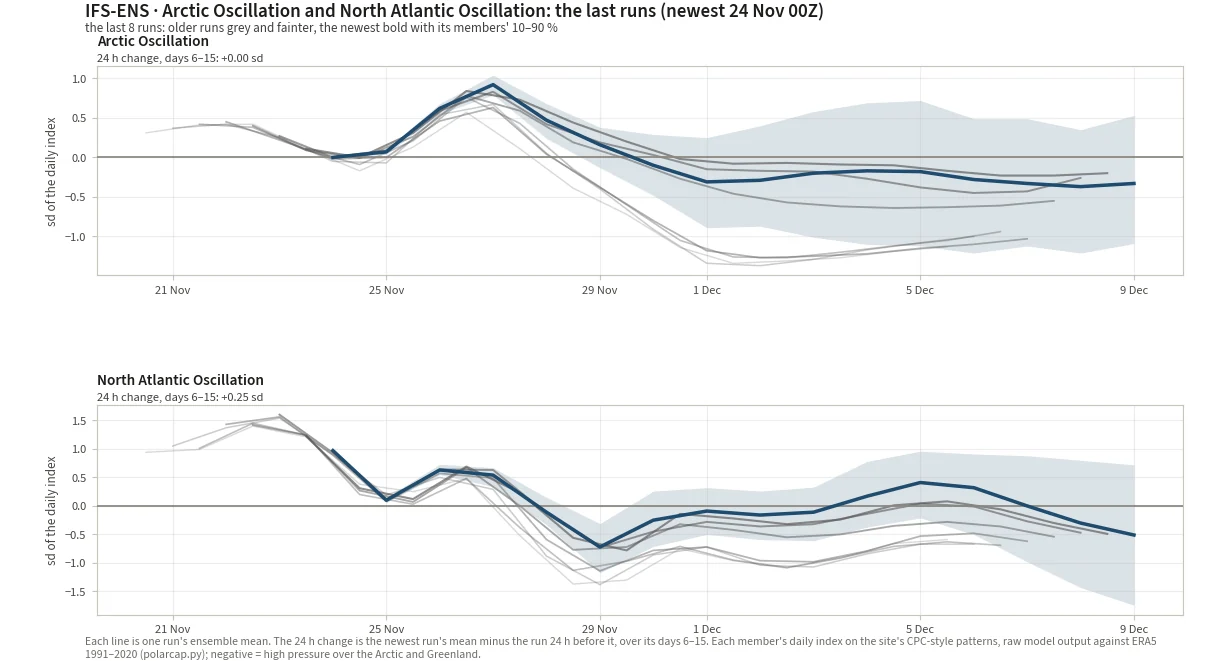 IFS-ENS · Arctic Oscillation and North Atlantic Oscillation: the last runs (newest 24 Nov 00Z)
the last 8 runs: older runs grey and fainter, the newest bold with its members' 10–90 %
Arctic Oscillation
24 h change, days 6–15: +0.00 sd
1.0
0.5
0.0
−0.5
−1.0
sd of the daily index
21 Nov
25 Nov
29 Nov
1 Dec
5 Dec
9 Dec
North Atlantic Oscillation
24 h change, days 6–15: +0.25 sd
1.5
1.0
0.5
0.0
−0.5
−1.0
−1.5
sd of the daily index
21 Nov
25 Nov
29 Nov
1 Dec
5 Dec
9 Dec
Each line is one run's ensemble mean. The 24 h change is the newest run's mean minus the run 24 h before it, over its days 6–15. Each member's daily index on the site's CPC-style patterns, raw model output against ERA5
1991–2020 (polarcap.py); negative = high pressure over the Arctic and Greenland.